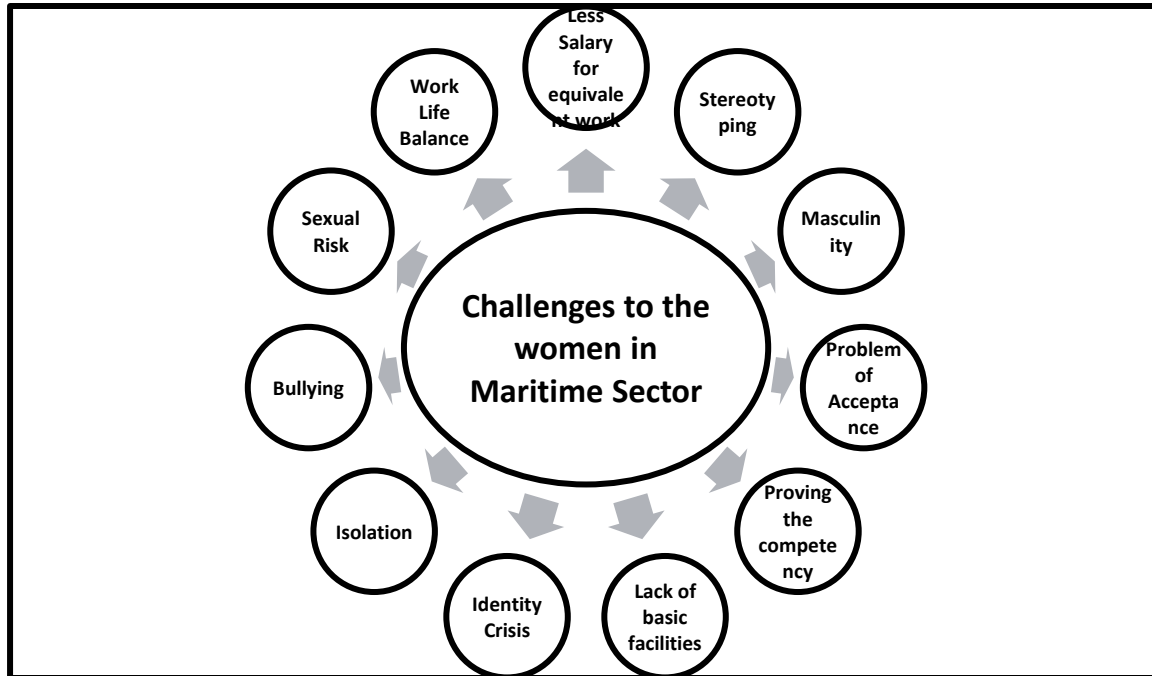 Less
Salary
for
equivale
nt work
Stereoty
ping
Masculin
ity
Problem
of
Accepta
nce
Proving
the
compete
ncy
Lack of
basic
facilities
Identity
Crisis
Isolation
Bullying
Sexual
Risk
Work
Life
Balance
Challenges to the
women in
Maritime Sector